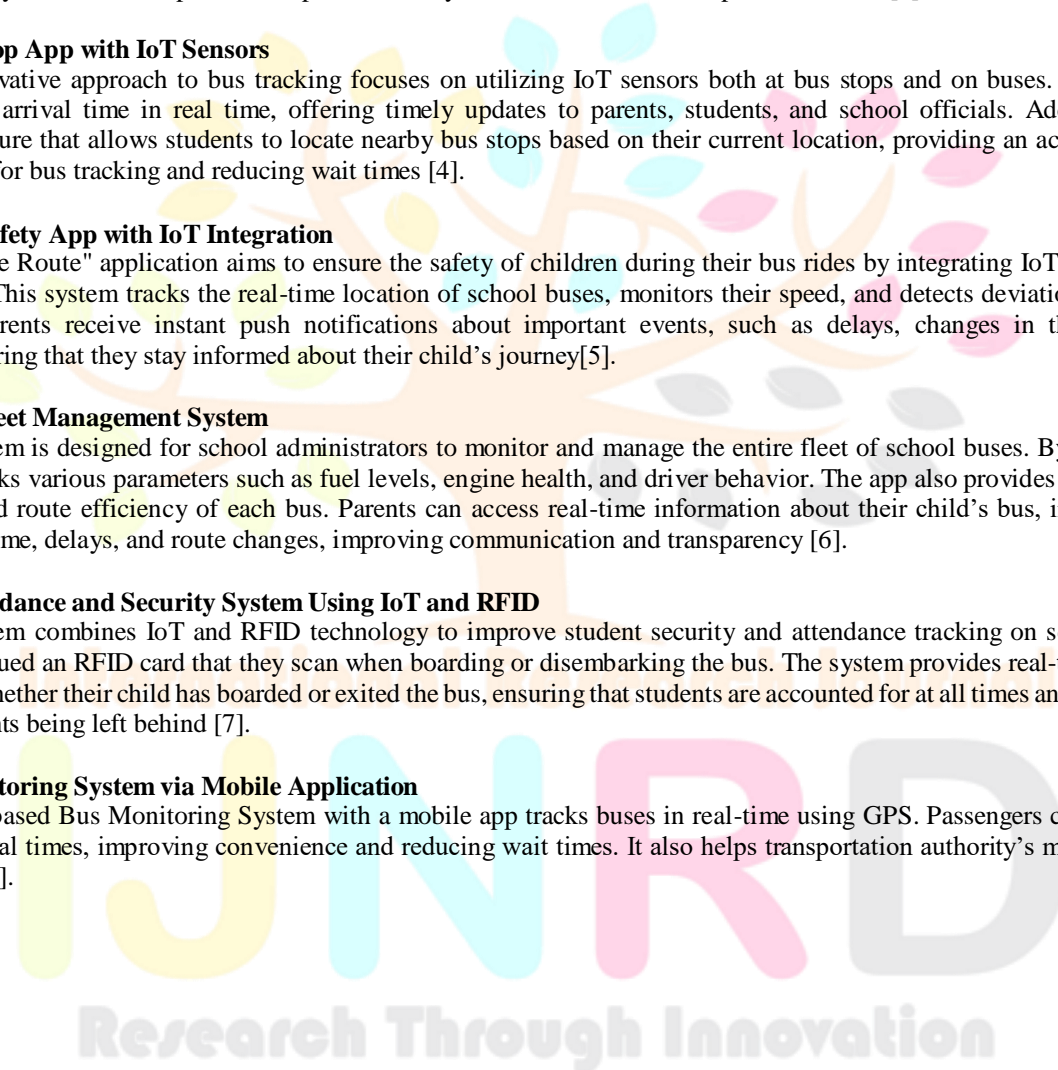 op App with IoT Sensors
vative approach to bus tracking focuses on utilizing IoT sensors both at bus stops and on buses.
arrival time in real time, offering timely updates to parents, students, and school officials. Ad
ure that allows students to locate nearby bus stops based on their current location, providing an ac
for bus tracking and reducing wait times [4].
fety App with IoT Integration
e Route" application aims to ensure the safety of children during their bus rides by integrating IoT
This system tracks the real-time location of school buses, monitors their speed, and detects deviatio
rents receive instant push notifications about important events, such as delays, changes in th
ring that they stay informed about their child's journey[5].
eet Management System
em is designed for school administrators to monitor and manage the entire fleet of school buses. By
ks various parameters such as fuel levels, engine health, and driver behavior. The app also provides
d route efficiency of each bus. Parents can access real-time information about their child's bus, i
me, delays, and route changes, improving communication and transparency [6].
dance and Security System Using IoT and RFID
em combines IoT and RFID technology to improve student security and attendance tracking on s
ued an RFID card that they scan when boarding or disembarking the bus. The system provides real-
hether their child has boarded or exited the bus, ensuring that students are accounted for at all times an
nts being left behind [7].
International Research Journal
toring System via Mobile Application
based Bus Monitoring System with a mobile app tracks buses in real-time using GPS. Passengers c
al times, improving convenience and reducing wait times. It also helps transportation authority's m
].
IJNRD
Research Through Innovation